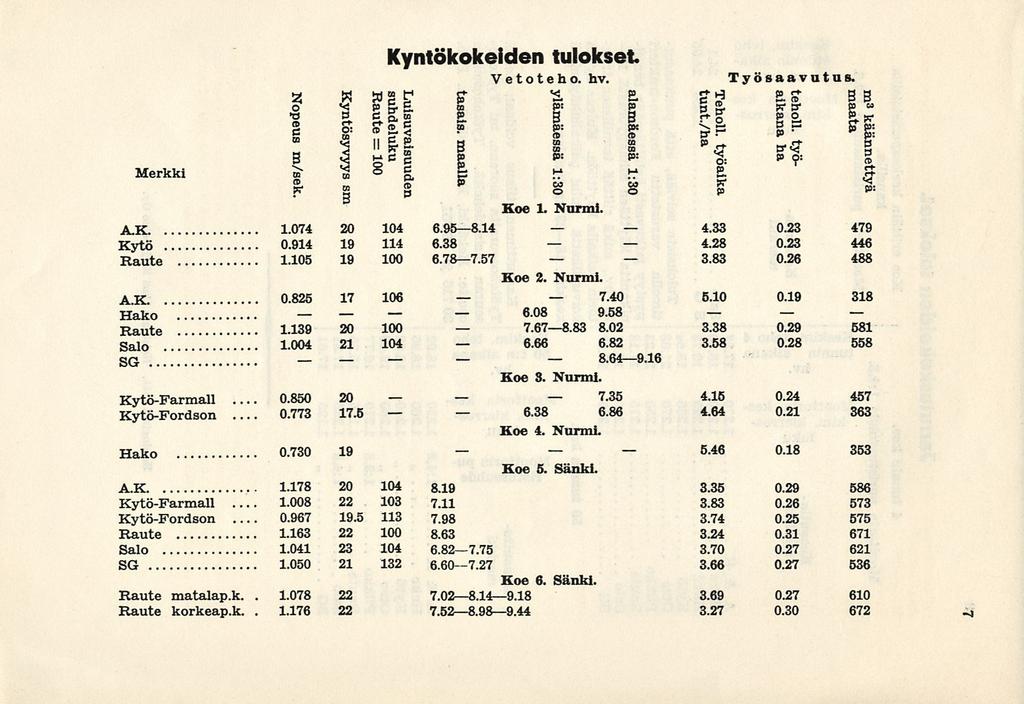 Kyntökokeiden tulokset.
Vetoteho. hv. Työsaavutus.
Merkki
Nopeus m/sek.
Kyntösyvyys sm
Luisuvaisuuden
suhdeluku
Raute = 100
tasais. maalla
ylämäessä 1:30
alamäessä 1:30
Teholl. työaika
tunt./ha
teholl. työ-
aikana ha
m³ käännettyä
maata
Koe 1. Nurmi.
A.K. .............. 1.074 20 104 6.95—8.14 — — 4.33 0.23 479
Kytö ............. 0.914 19 114 6.38 — — 4.28 0.23 446
Raute ............ 1.105 19 100 6.78—7.57 — — 3.83 0.26 488
Koe 2. Nurmi.
A.K. .............. 0.825 17 106 — — 7.40 5.10 0.19 318
Hako ............ — — — — 6.08 9.58 — — —
Raute ............ 1.139 20 100 — 7.67—8.83 8.02 3.38 0.29 581
Salo .............. 1.004 21 104 — 6.66 6.82 3.58 0.28 558
SG ................ — — — — — 8.64—9.16
Koe 3. Nurmi.
Kytö-Farmall .... 0.850 20 — — — 7.35 4.15 0.24 457
Kytö-Fordson .... 0.773 17.5 — — 6.38 6.86 4.64 0.21 363
Koe 4. Nurmi.
Hako ............ 0.730 19 — — — 5.46 0.18 353
Koe 5. Sänki.
A.K. .............. 1.178 20 104 8.19 3.35 0.29 586
Kytö-Farmall .... 1.008 22 103 7.11 3.83 0.26 573
Kytö-Fordson .... 0.967 19.5 113 7.98 3.74 0.25 575
Raute ............ 1.163 22 100 8.63 3.24 0.31 671
Salo .............. 1.041 23 104 6.82—7.75 3.70 0.27 621
SG ................ 1.050 21 132 6.60—7.27 3.66 0.27 536
Koe 6. Sänki.
Raute matalap.k. . 1.078 22 7.02—8.14—9.18 3.69 0.27 610
Raute korkeap.k. . 1.176 22 7.52—8.98—9.44 3.27 0.30 672
7